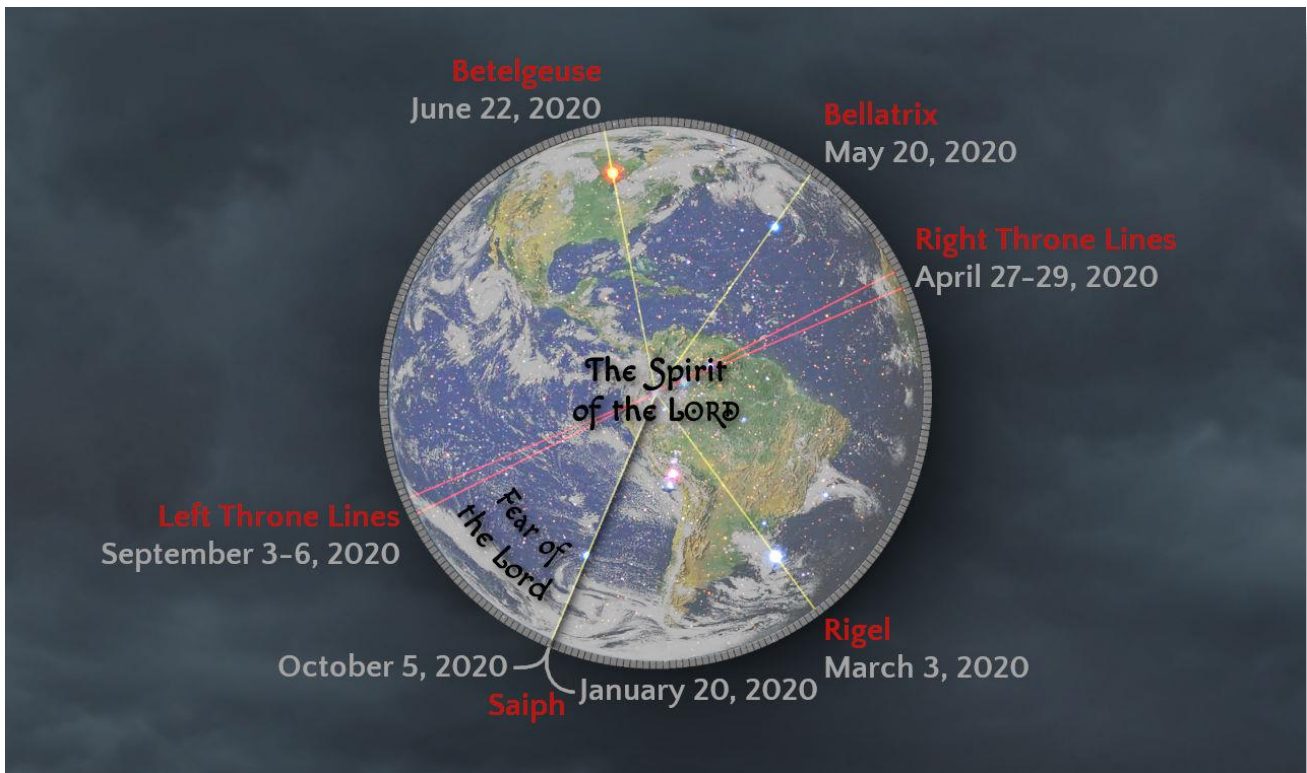 Betelgeuse
June 22, 2020
Bellatrix
May 20, 2020
Right Throne Lines
April 27–29, 2020
The Spirit
of the LORD
Left Throne Lines
September 3–6, 2020
Fear of
the Lord
Rigel
March 3, 2020
October 5, 2020
January 20, 2020
Saiph